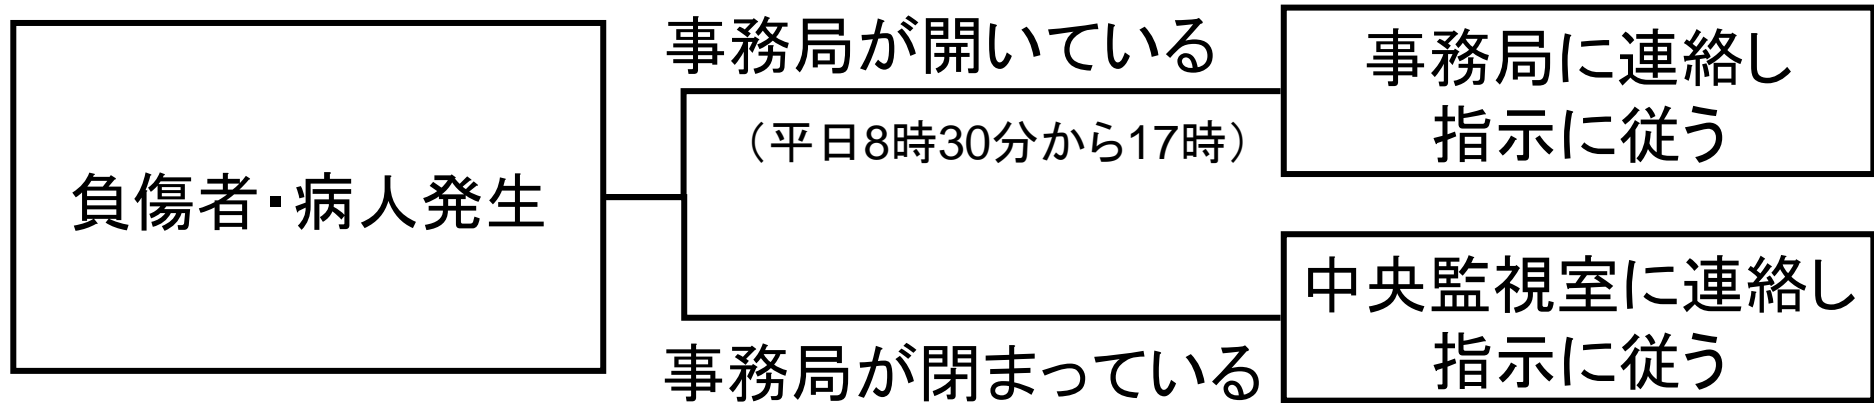 負傷者・病人発生
事務局が開いている
（平日8時30分から17時）
事務局に連絡し
指示に従う
事務局が閉まっている
中央監視室に連絡し
指示に従う